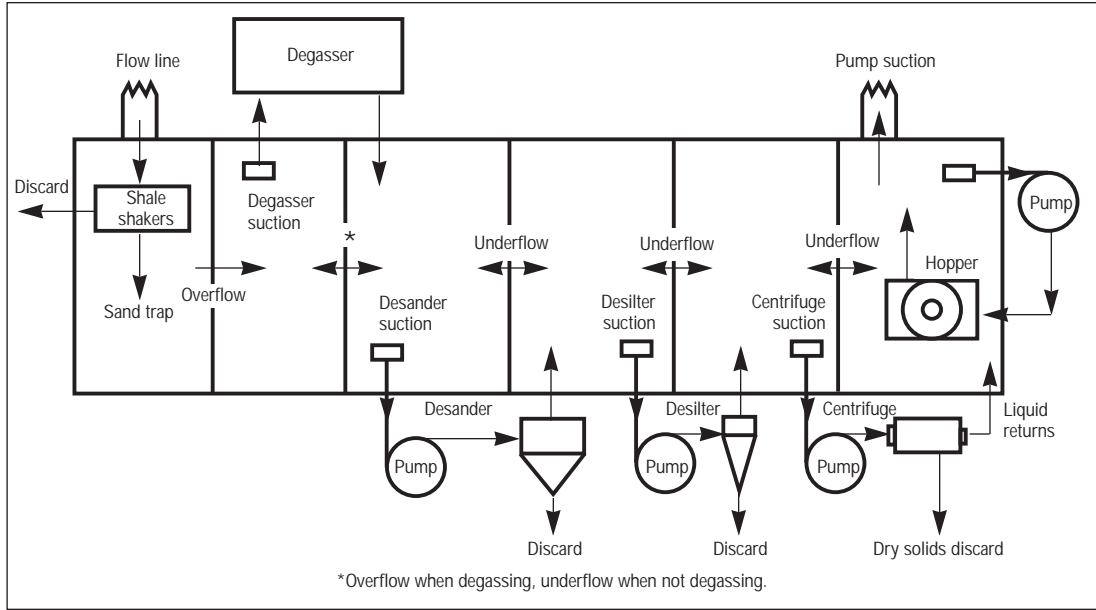 Flow line
Degasser
Pump suction
Discard
Shale
shakers
Degasser
suction
Pump
*
Underflow
Underflow
Underflow
Hopper
Overflow
Sand trap
Desander
suction
Desilter
suction
Centrifuge
suction
Desander
Desilter
Centrifuge
Liquid
returns
Pump
Pump
Pump
Discard
Discard
Dry solids discard
*Overflow when degassing, underflow when not degassing.